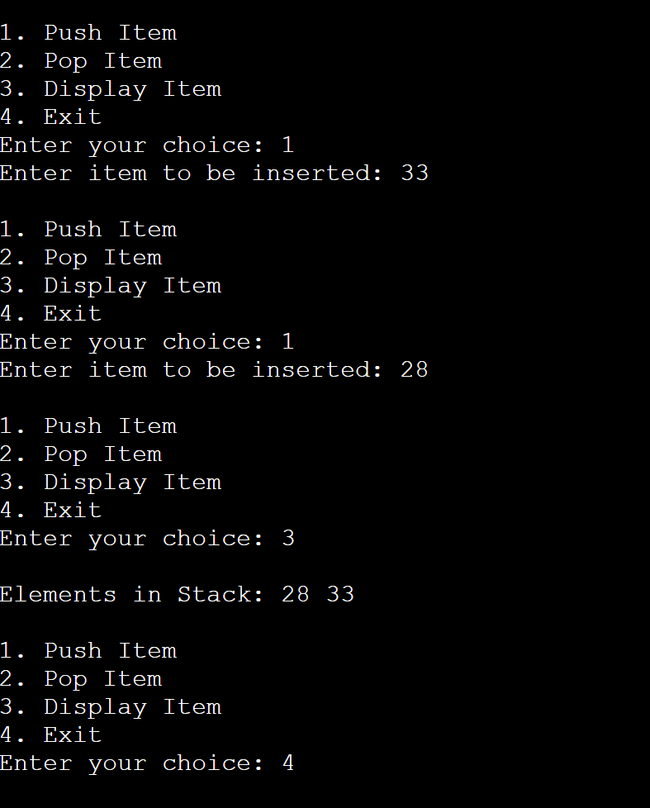 1. Push Item
2. Pop Item
3. Display Item
4. Exit
Enter your choice: 1
Enter item to be inserted: 33
1. Push Item
2. Pop Item
3. Display Item
4. Exit
Enter your choice: 1
Enter item to be inserted: 28
1. Push Item
2. Pop Item
3. Display Item
4. Exit
Enter your choice: 3
Elements in Stack: 28 33
1. Push Item
2. Pop Item
3. Display Item
4. Exit
Enter your choice: 4